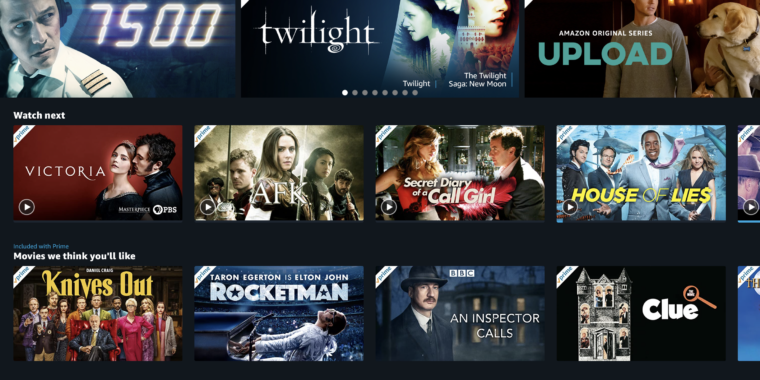 7500
twilight
Twilight
The Twilight
Saga: New Moon
AMAZON ORIGINAL SERIES
UPLOAD
Watch next
prime
VICTORIA
MASTERPIECE PBS
prime
AFK
prime
Secret Diary
of a Call Girl
prime
HOUSE OF LIES
Included with Prime
Movies we think you'll like
prime
DANIEL CRAIG
Knives Out
prime
TARON EGERTON IS ELTON JOHN
ROCKETMAN
prime
BBC
AN INSPECTOR
CALLS
prime
Clue